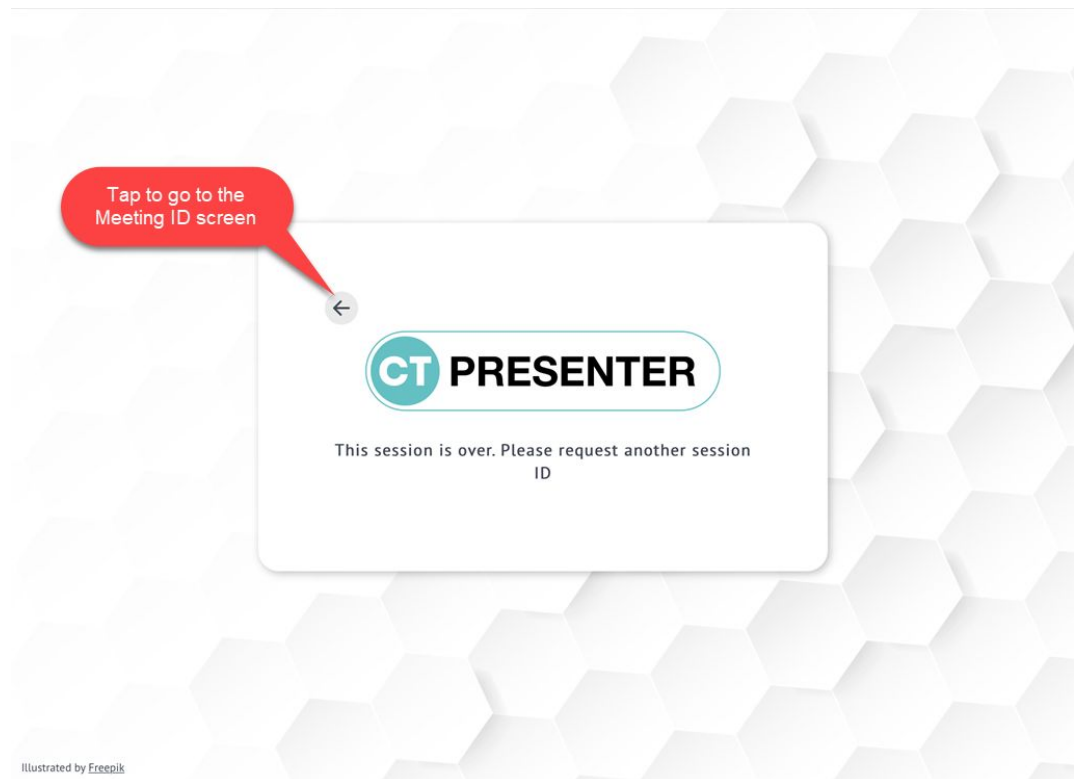 Tap to go to the
Meeting ID screen
CT PRESENTER
This session is over. Please request another session
ID
Illustrated by Freepik